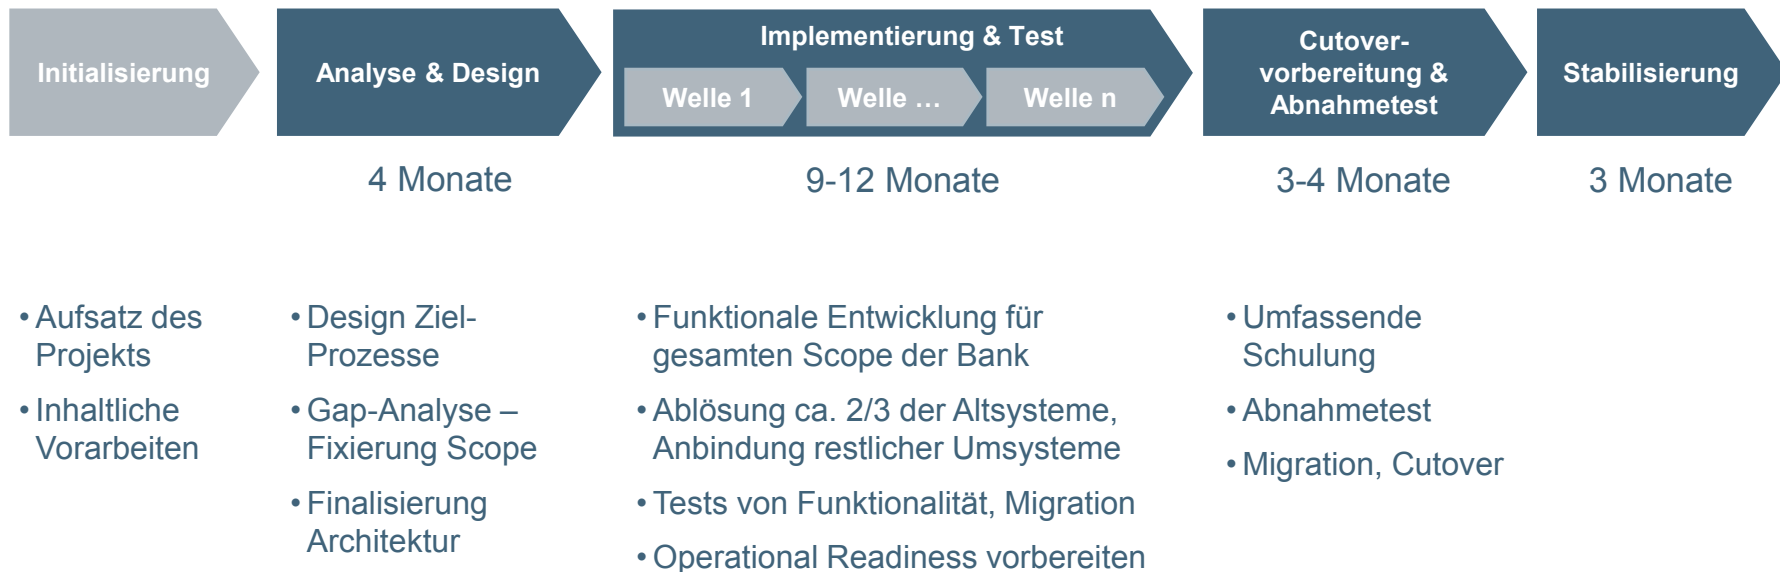 Initialisierung
Analyse & Design
Implementierung & Test
Welle 1
Welle …
Welle n
Cutover-
vorbereitung &
Abnahmetest
Stabilisierung
4 Monate
9-12 Monate
3-4 Monate
3 Monate
• Aufsatz des
Projekts
• Inhaltliche
Vorarbeiten
• Design Ziel-
Prozesse
• Gap-Analyse –
Fixierung Scope
• Finalisierung
Architektur
• Funktionale Entwicklung für
gesamten Scope der Bank
• Ablösung ca. 2/3 der Altsysteme,
Anbindung restlicher Umsysteme
• Tests von Funktionalität, Migration
• Operational Readiness vorbereiten
• Umfassende
Schulung
• Abnahmetest
• Migration, Cutover